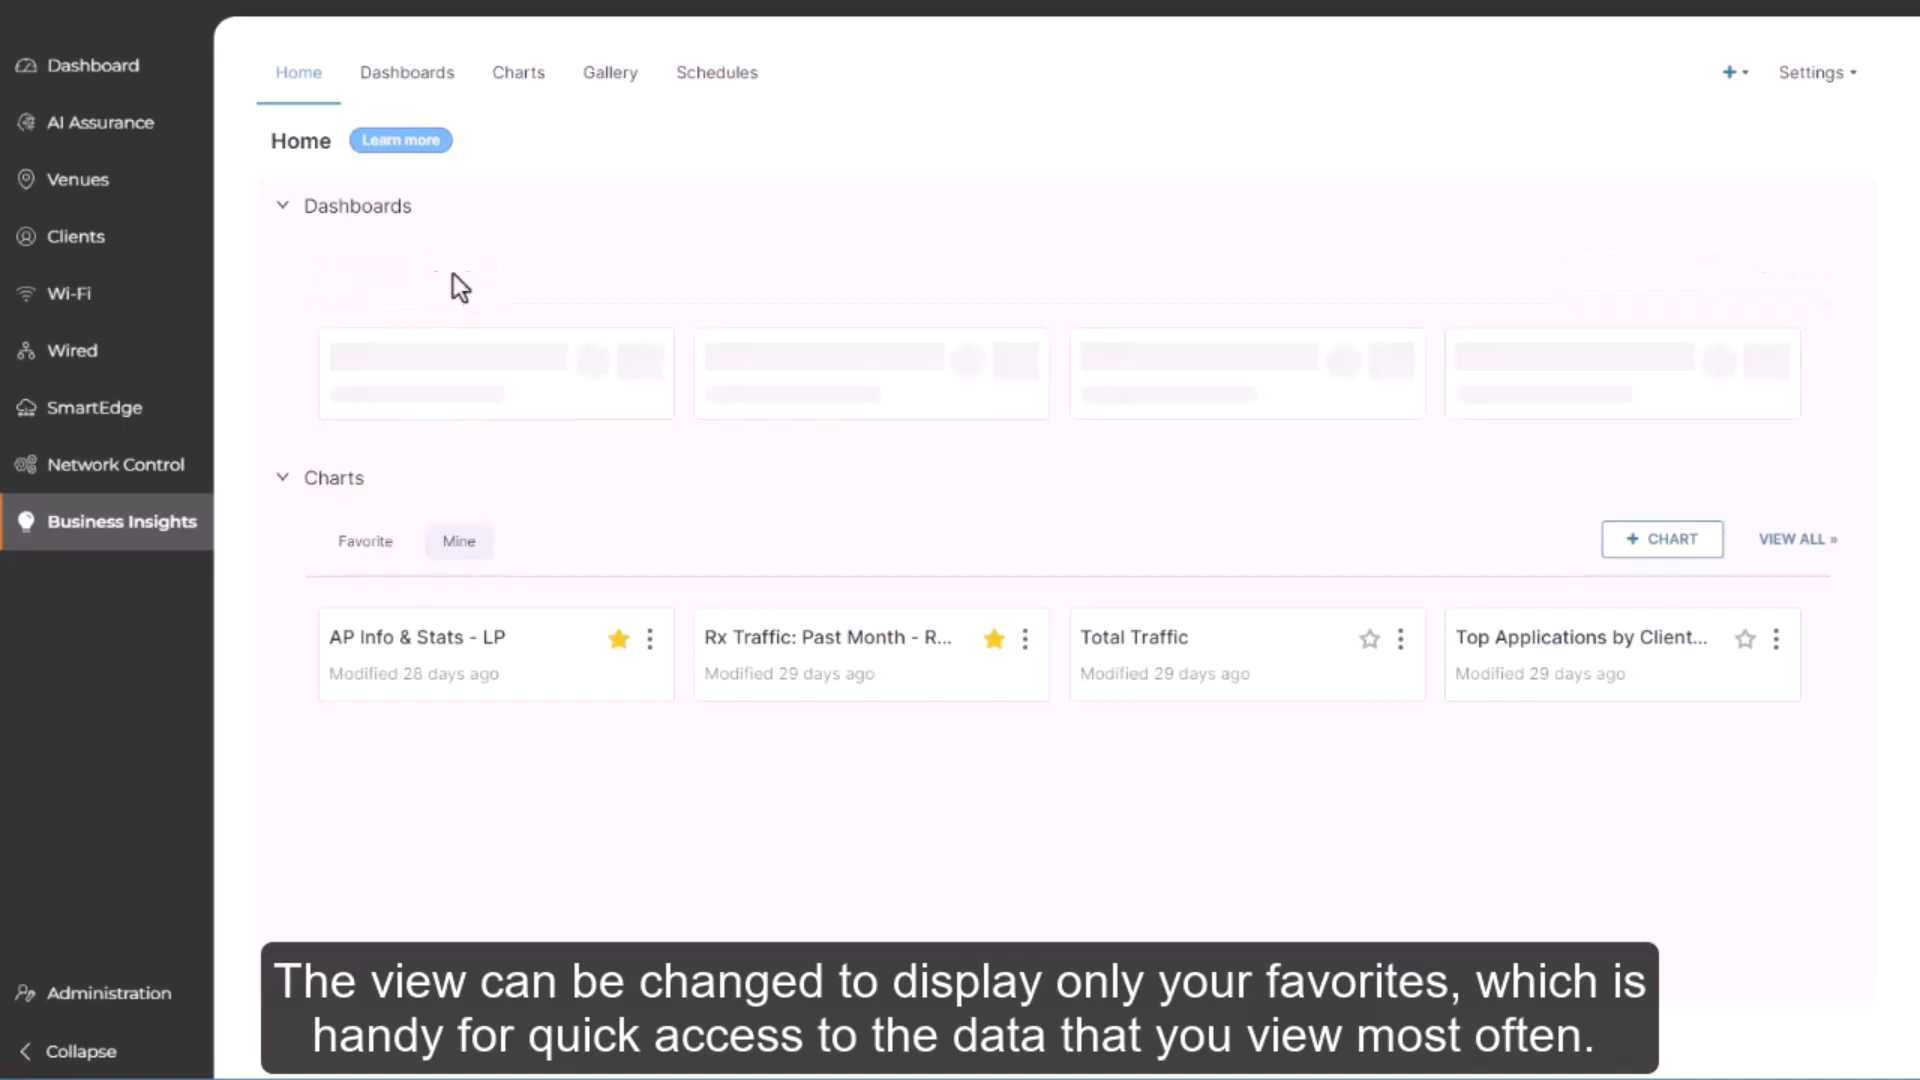 Dashboard
AI Assurance
Venues
Clients
Wi-Fi
Wired
SmartEdge
Network Control
Business Insights
Administration
Collapse
Home Dashboards Charts Gallery Schedules
+ Settings
Home Learn more
Dashboards
Charts
Favorite Mine
+ CHART VIEW ALL »
AP Info & Stats - LP
Modified 28 days ago
Rx Traffic: Past Month - R...
Modified 29 days ago
Total Traffic
Modified 29 days ago
Top Applications by Client...
Modified 29 days ago
The view can be changed to display only your favorites, which is
handy for quick access to the data that you view most often.